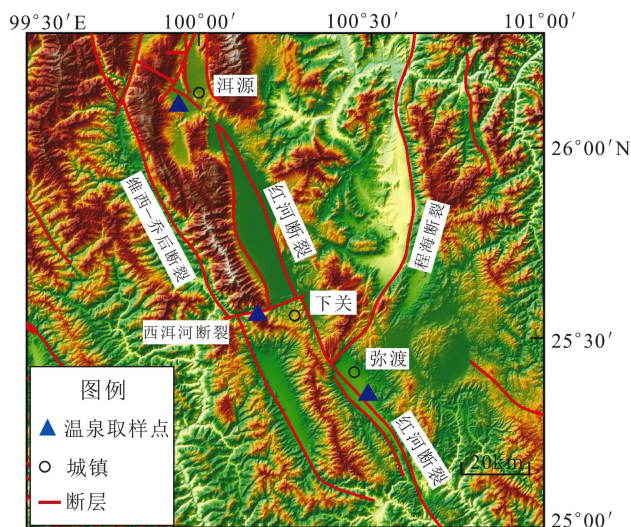 99°30′E 100°00′ 100°30′ 101°00′
洱源
26°00′N
维西—乔后断裂
红河断裂
程海断裂
下关
西洱河断裂
25°30′
弥渡
图例
温泉取样点
红河断裂
城镇
20km
断层
25°00′